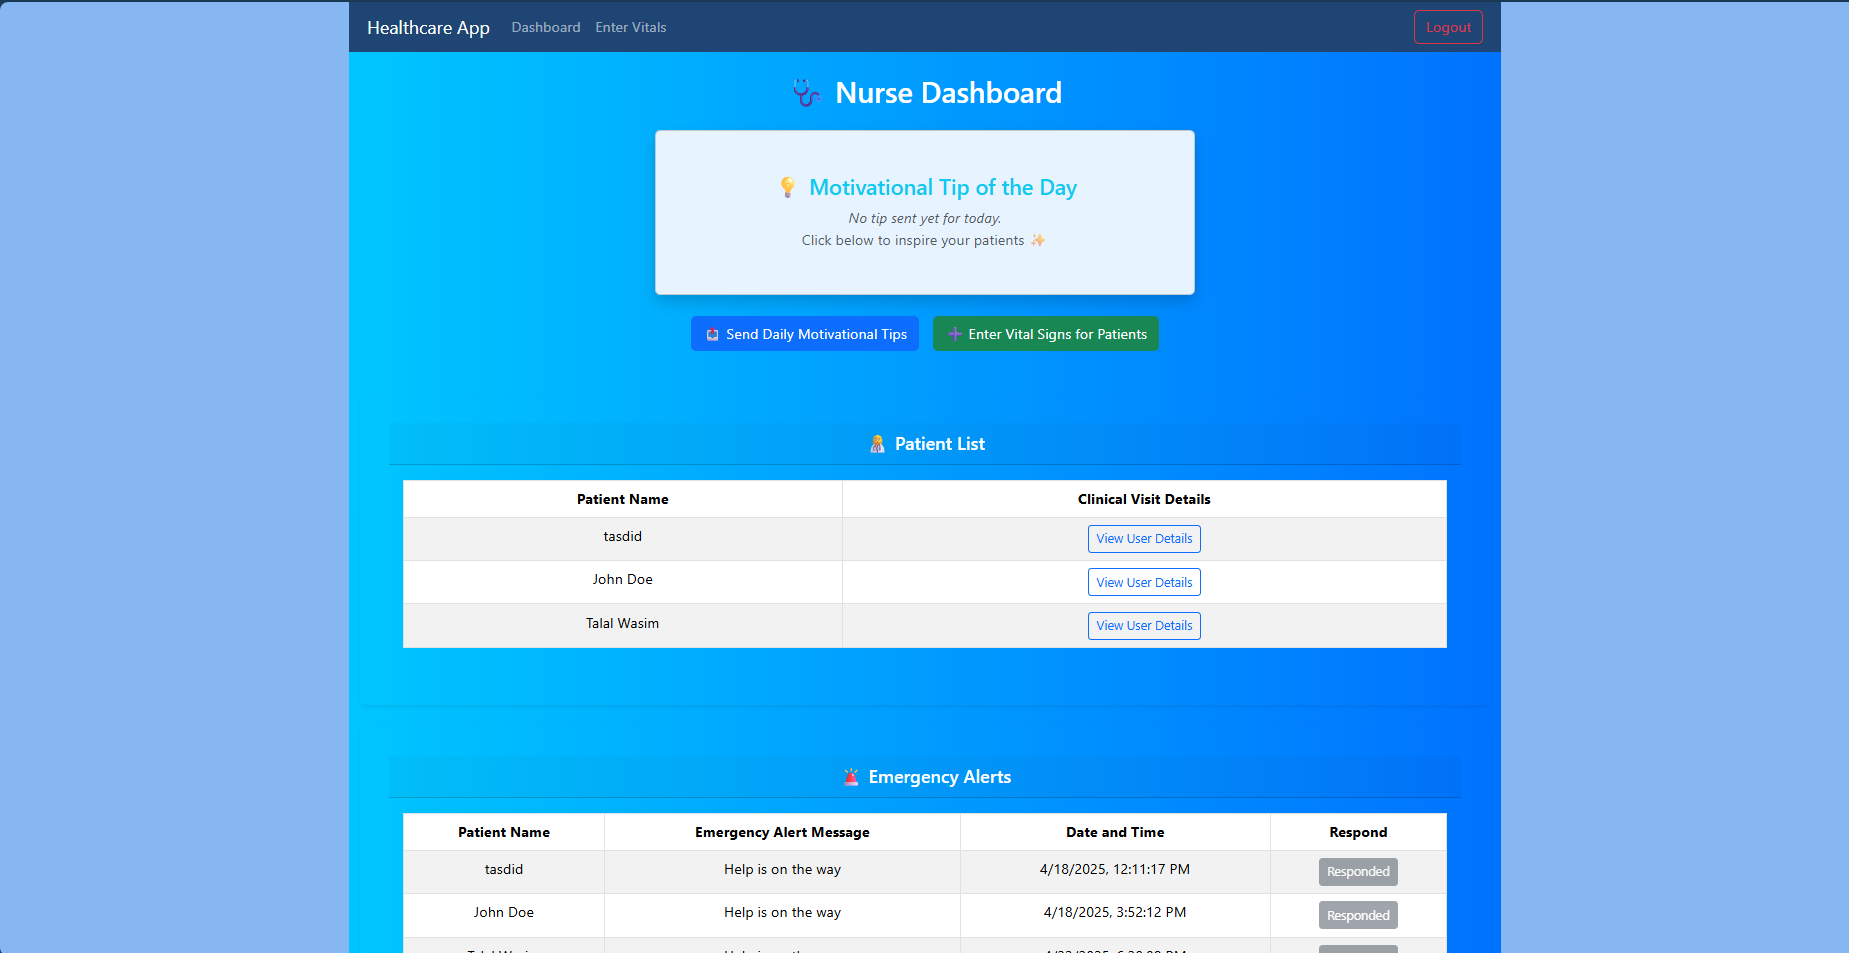 Healthcare App Dashboard Enter Vitals Logout
Nurse Dashboard
Motivational Tip of the Day
No tip sent yet for today.
Click below to inspire your patients
Send Daily Motivational Tips Enter Vital Signs for Patients
Patient List
Patient Name Clinical Visit Details
tasdid View User Details
John Doe View User Details
Talal Wasim View User Details
Emergency Alerts
Patient Name Emergency Alert Message Date and Time Respond
tasdid Help is on the way 4/18/2025, 12:11:17 PM Responded
John Doe Help is on the way 4/18/2025, 3:52:12 PM Responded